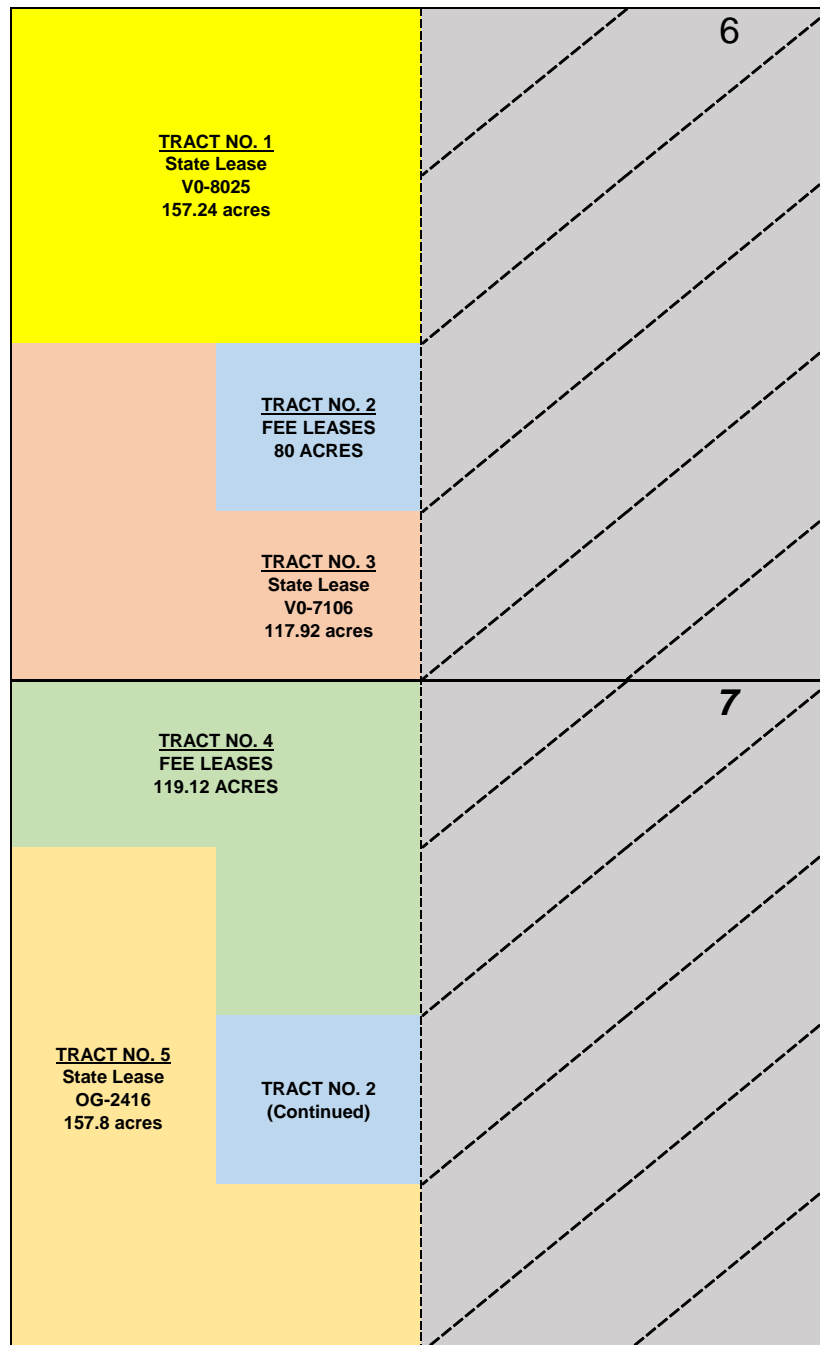 6
TRACT NO. 1
State Lease
V0-8025
157.24 acres
TRACT NO. 2
FEE LEASES
80 ACRES
TRACT NO. 3
State Lease
V0-7106
117.92 acres
7
TRACT NO. 4
FEE LEASES
119.12 ACRES
TRACT NO. 5
State Lease
OG-2416
157.8 acres
TRACT NO. 2
(Continued)